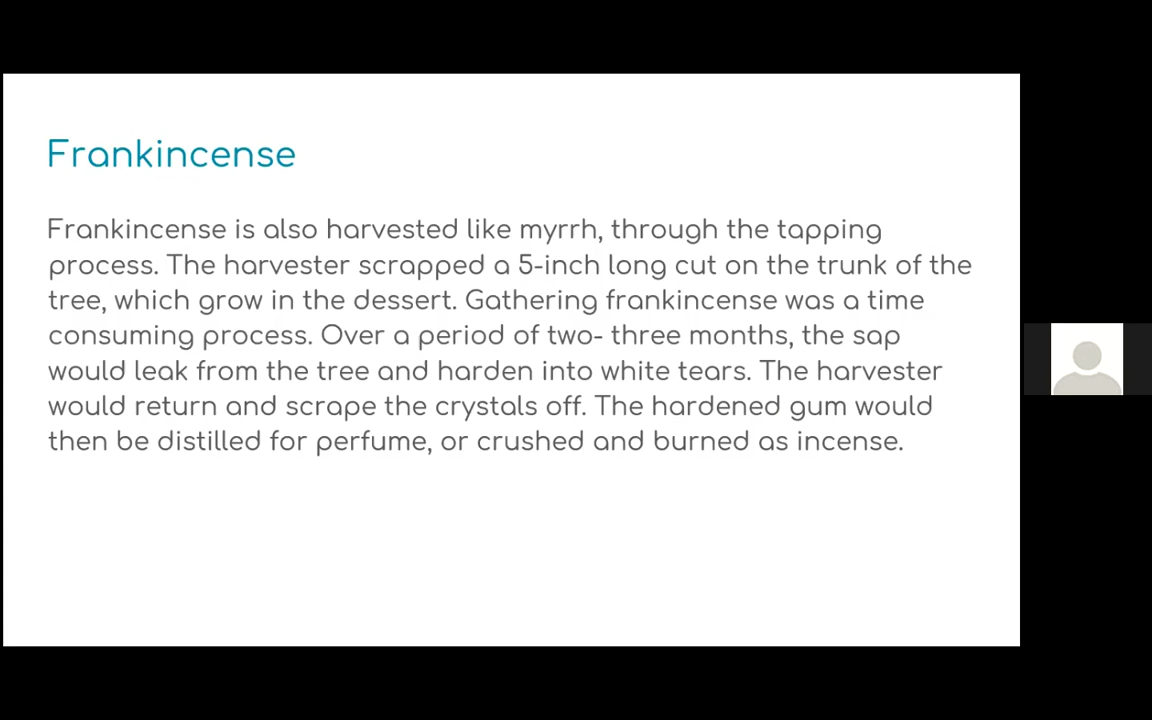 Frankincense
Frankincense is also harvested like myrrh, through the tapping
process. The harvester scrapped a 5-inch long cut on the trunk of the
tree, which grow in the dessert. Gathering frankincense was a time
consuming process. Over a period of two- three months, the sap
would leak from the tree and harden into white tears. The harvester
would return and scrape the crystals off. The hardened gum would
then be distilled for perfume, or crushed and burned as incense.